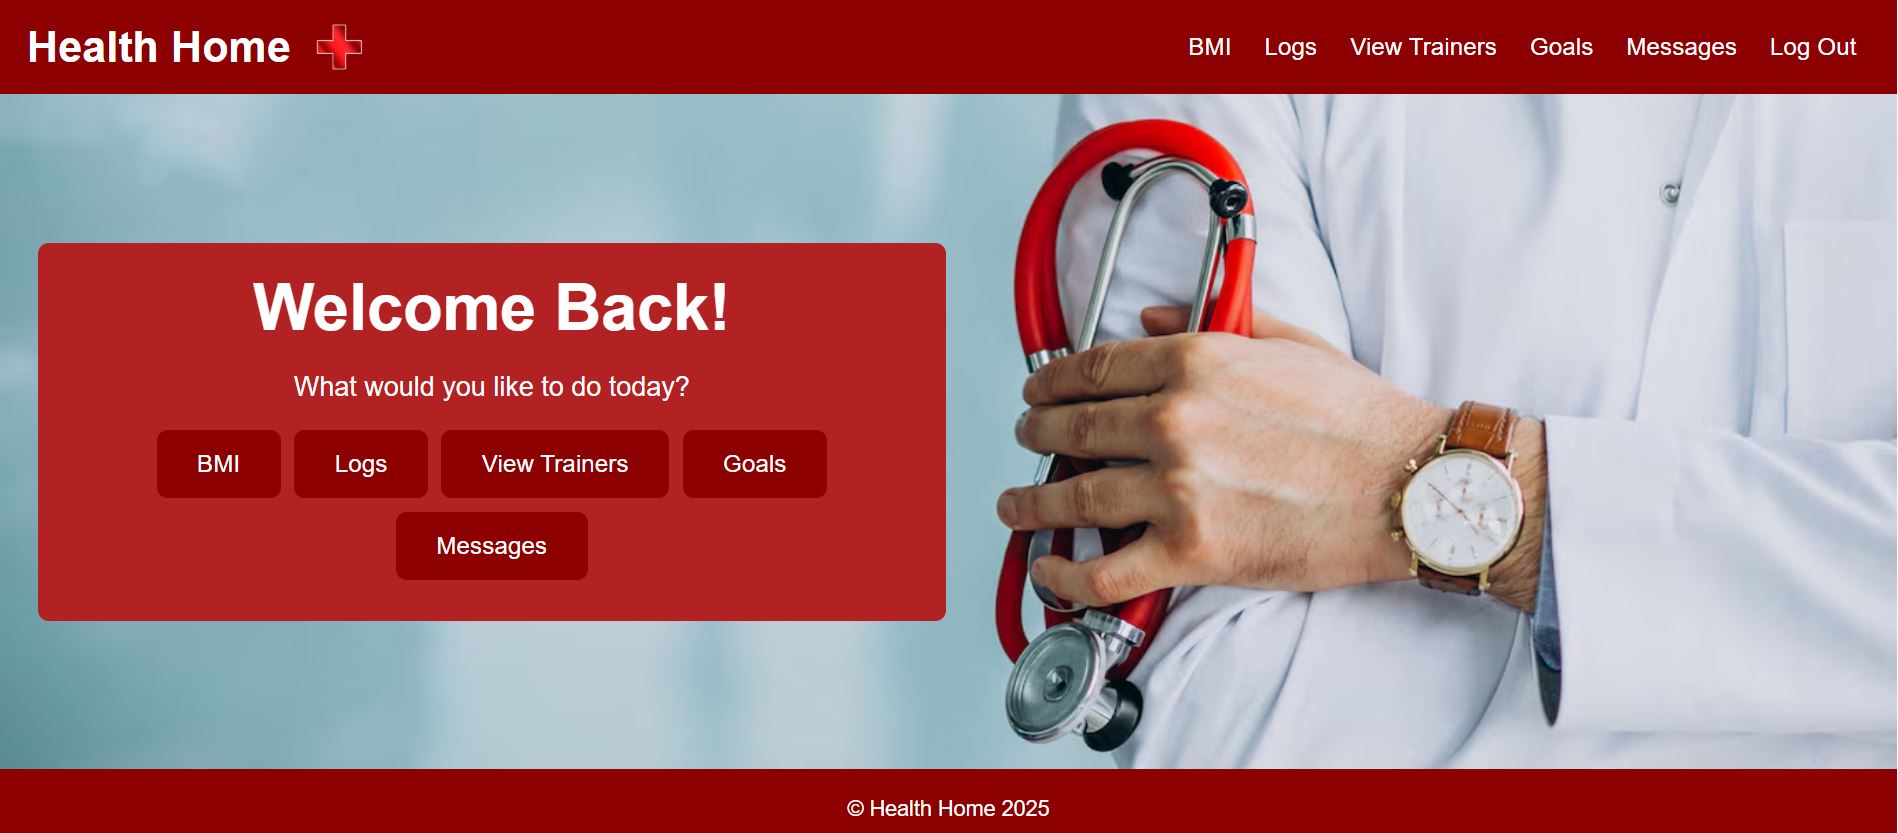 Health Home
BMI Logs View Trainers Goals Messages Log Out
Welcome Back!
What would you like to do today?
BMI Logs View Trainers Goals
Messages
© Health Home 2025